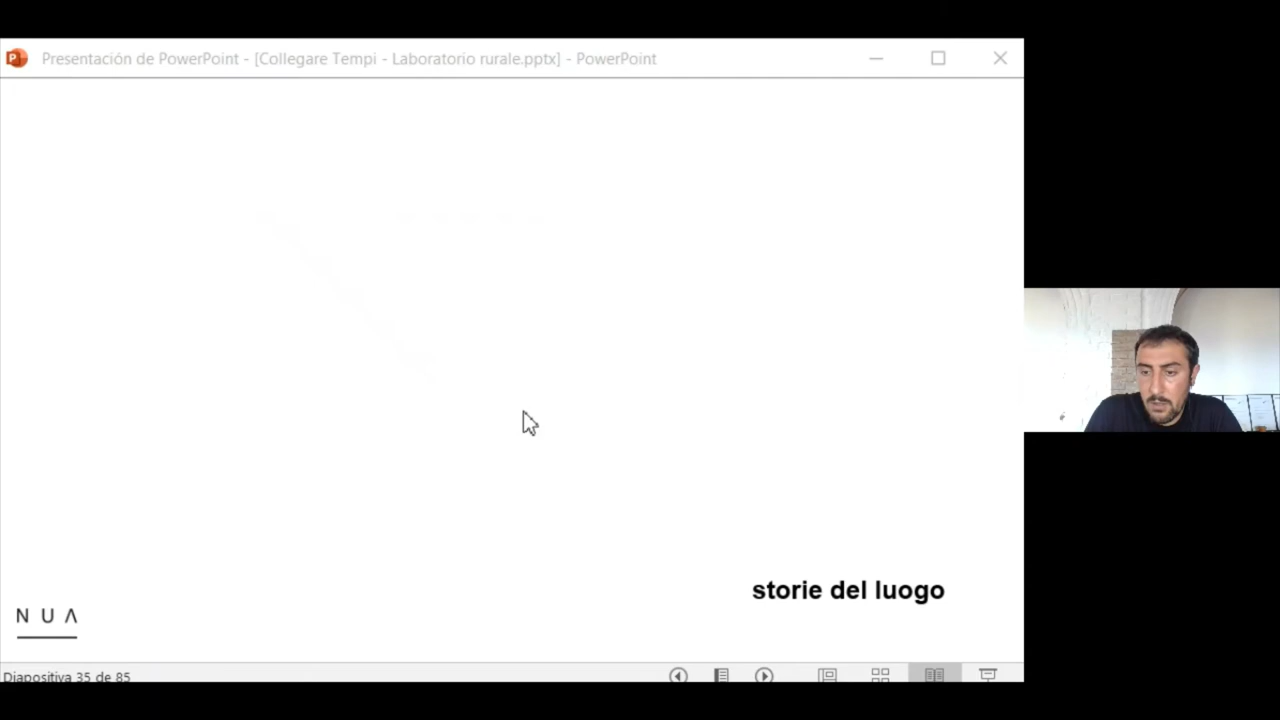 Presentación de PowerPoint - [Collegare Tempi - Laboratorio rurale.pptx] - PowerPoint
storie del luogo
N U Λ
Diapositiva 35 de 85